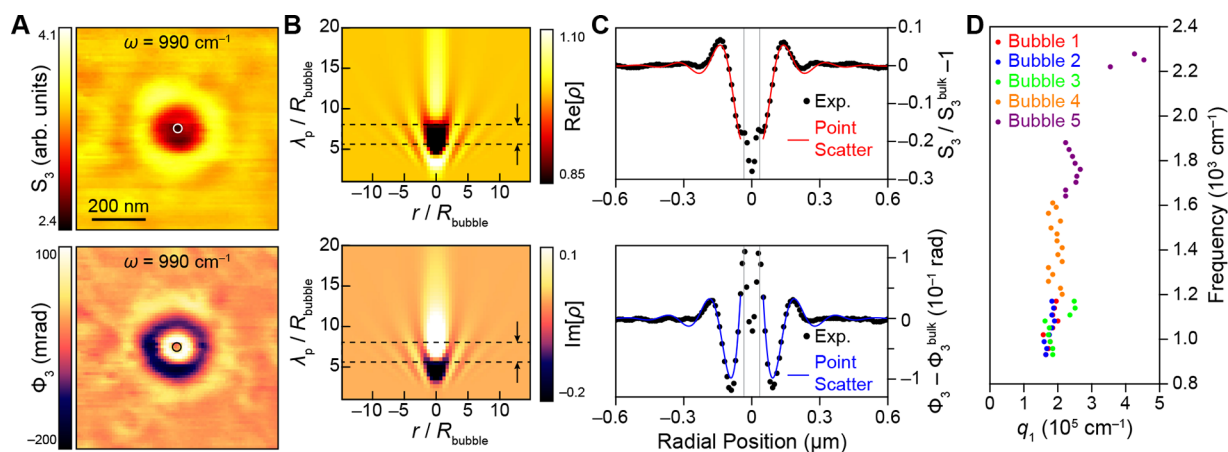 A
4.1
S₃ (arb. units)
2.4
ω = 990 cm⁻¹
200 nm
100
Φ₃ (mrad)
−200
ω = 990 cm⁻¹
B
λp / Rbubble
20
15
10
5
−10 −5 0 5 10
r / Rbubble
1.10
Re[ρ]
0.85
λp / Rbubble
20
15
10
5
−10 −5 0 5 10
r / Rbubble
0.1
Im[ρ]
−0.2
C
0.1
0
−0.1
−0.2
−0.3
S₃ / S₃ᵇᵘˡᵏ−1
Exp.
Point
Scatter
−0.6 −0.3 0 0.3 0.6
1
0
−1
Φ₃ − Φ₃ᵇᵘˡᵏ (10⁻¹ rad)
Exp.
Point
Scatter
−0.6 −0.3 0 0.3 0.6
Radial Position (μm)
D
Bubble 1
Bubble 2
Bubble 3
Bubble 4
Bubble 5
2.4
2.2
2.0
1.8
1.6
1.4
1.2
1.0
0.8
Frequency (10³ cm⁻¹)
0 1 2 3 4 5
q₁ (10⁵ cm⁻¹)